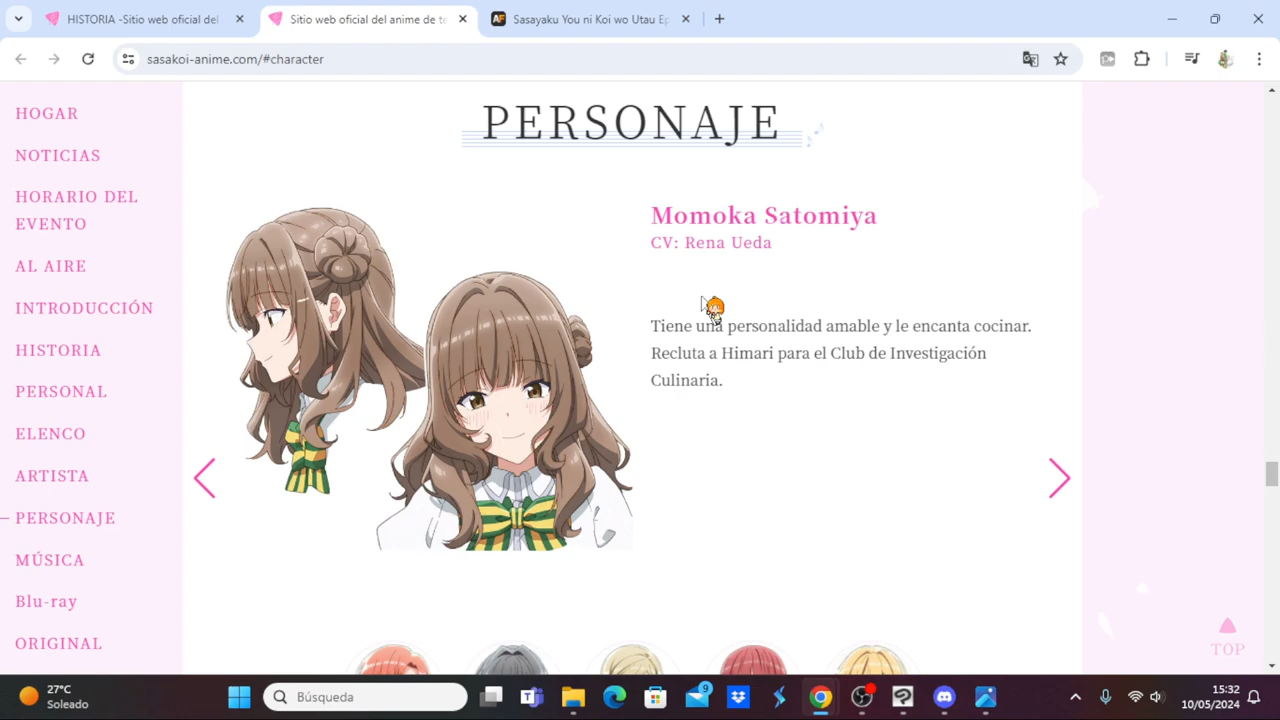 HISTORIA -Sitio web oficial del
Sitio web oficial del anime de te
Sasayaku You ni Koi wo Utau Ep
sasakoi-anime.com/#character
HOGAR
NOTICIAS
HORARIO DEL
EVENTO
AL AIRE
INTRODUCCIÓN
HISTORIA
PERSONAL
ELENCO
ARTISTA
PERSONAJE
MÚSICA
Blu-ray
ORIGINAL
PERSONAJE
Momoka Satomiya
CV: Rena Ueda
Tiene una personalidad amable y le encanta cocinar.
Recluta a Himari para el Club de Investigación
Culinaria.
TOP
27°C
Soleado
Búsqueda
9
15:32
10/05/2024